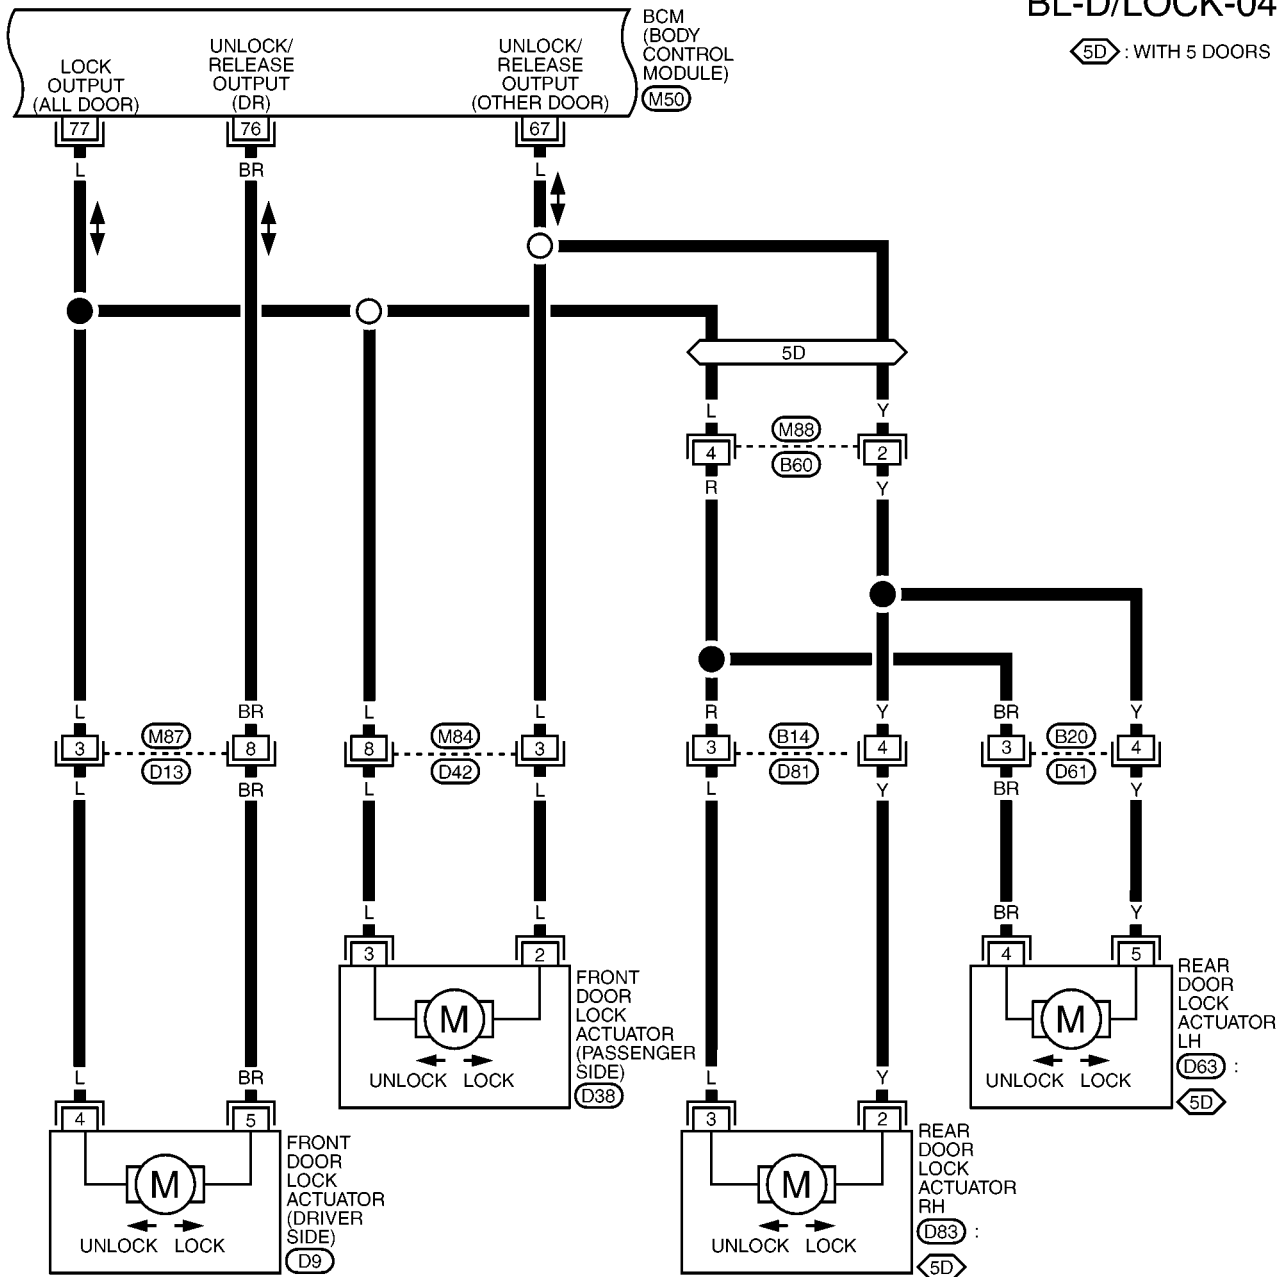 BL-D/LOCK-04
5D : WITH 5 DOORS
BCM
(BODY
CONTROL
MODULE)
M50
LOCK
OUTPUT
(ALL DOOR)
UNLOCK/
RELEASE
OUTPUT
(DR)
UNLOCK/
RELEASE
OUTPUT
(OTHER DOOR)
77 76 67
L BR L
5D
L Y
4 M88 2
B60
R Y
L BR L L R Y BR Y
3 M87 8 8 M84 3 3 B14 4 3 B20 4
D13 D42 D81 D61
L BR L L L Y BR Y
L L BR Y
3 2 4 5
M
UNLOCK LOCK
FRONT
DOOR
LOCK
ACTUATOR
(PASSENGER
SIDE)
D38
M
UNLOCK LOCK
REAR
DOOR
LOCK
ACTUATOR
LH
D63 :
5D
L BR L Y
4 5 3 2
M
UNLOCK LOCK
FRONT
DOOR
LOCK
ACTUATOR
(DRIVER
SIDE)
D9
M
UNLOCK LOCK
REAR
DOOR
LOCK
ACTUATOR
RH
D83 :
5D